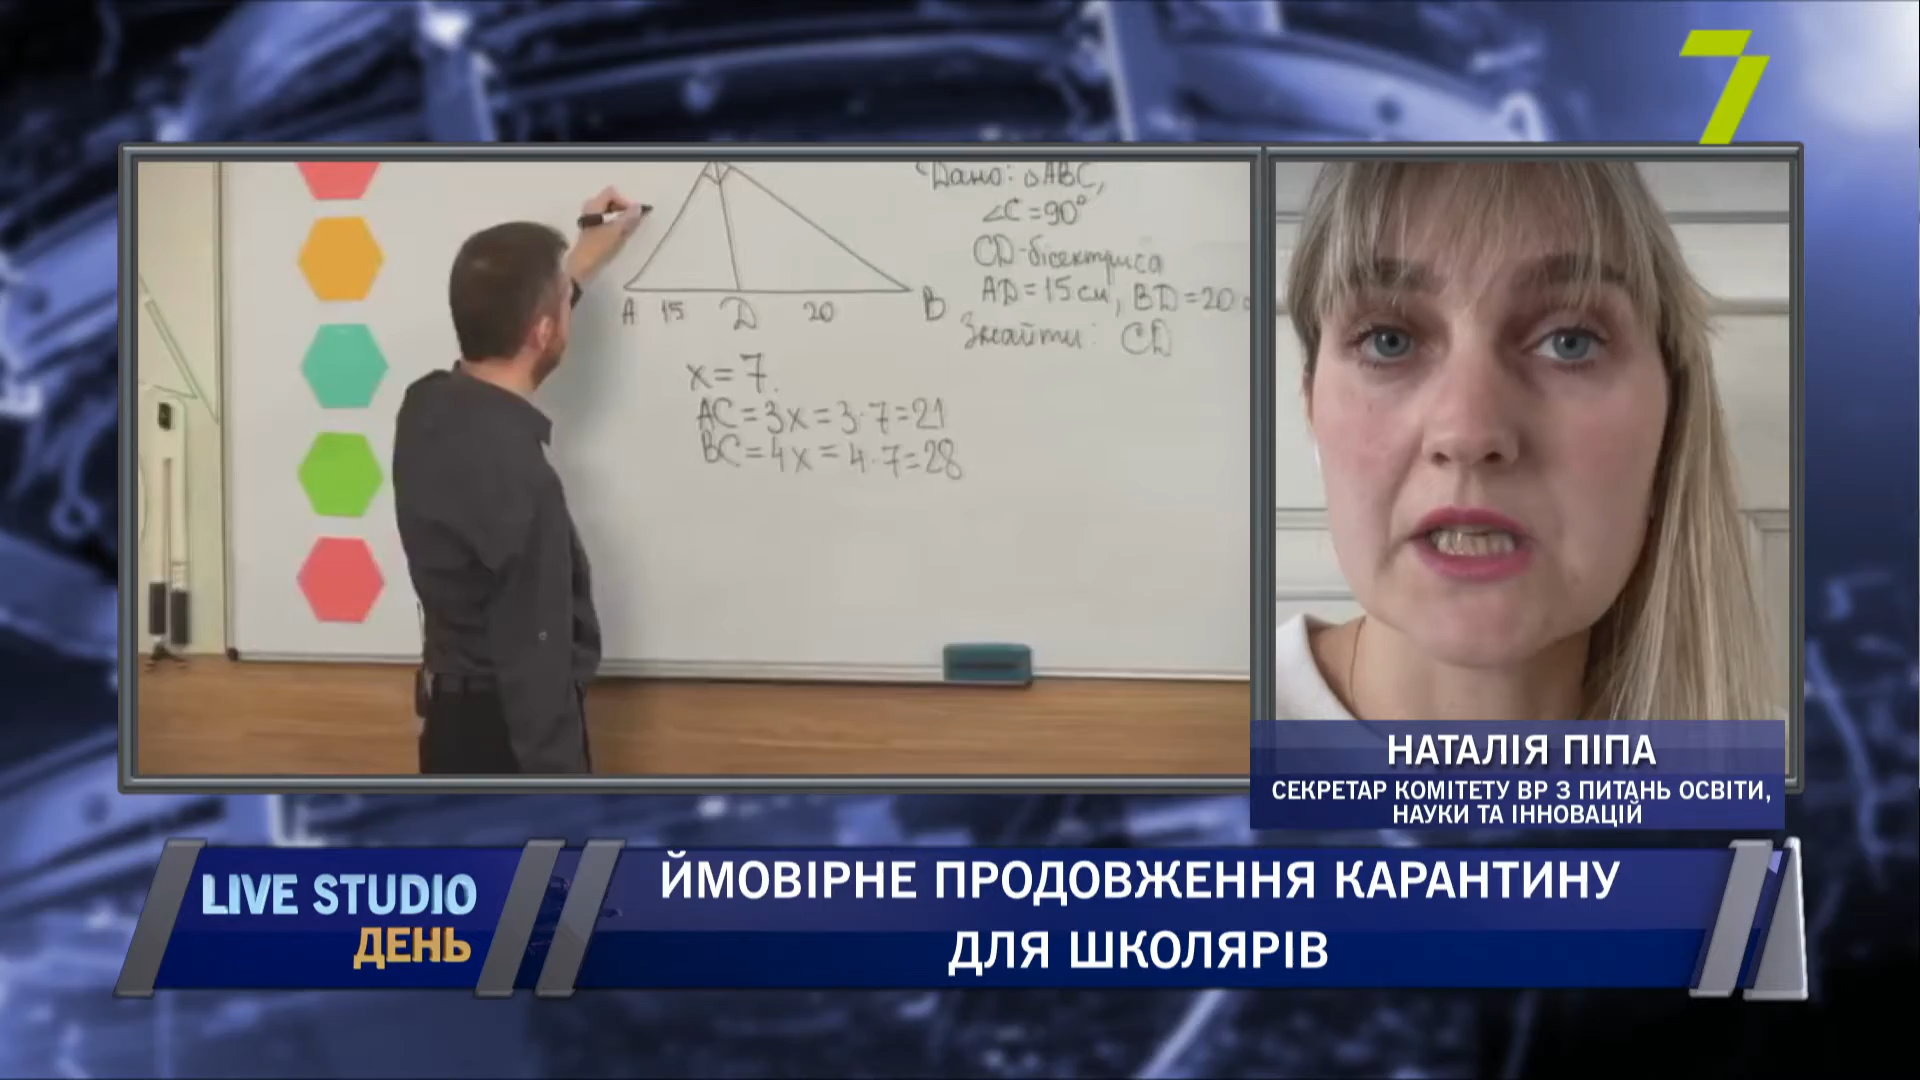 7
Дано: △ABC,
∠C = 90°
CD - бісектриса
AD = 15 см, BD = 20 с
Знайти: CD
A 15 D 20 B
x = 7.
AC = 3x = 3·7 = 21
BC = 4x = 4·7 = 28
НАТАЛІЯ ПІПА
СЕКРЕТАР КОМІТЕТУ ВР З ПИТАНЬ ОСВІТИ,
НАУКИ ТА ІННОВАЦІЙ
LIVE STUDIO
ДЕНЬ
ЙМОВІРНЕ ПРОДОВЖЕННЯ КАРАНТИНУ
ДЛЯ ШКОЛЯРІВ